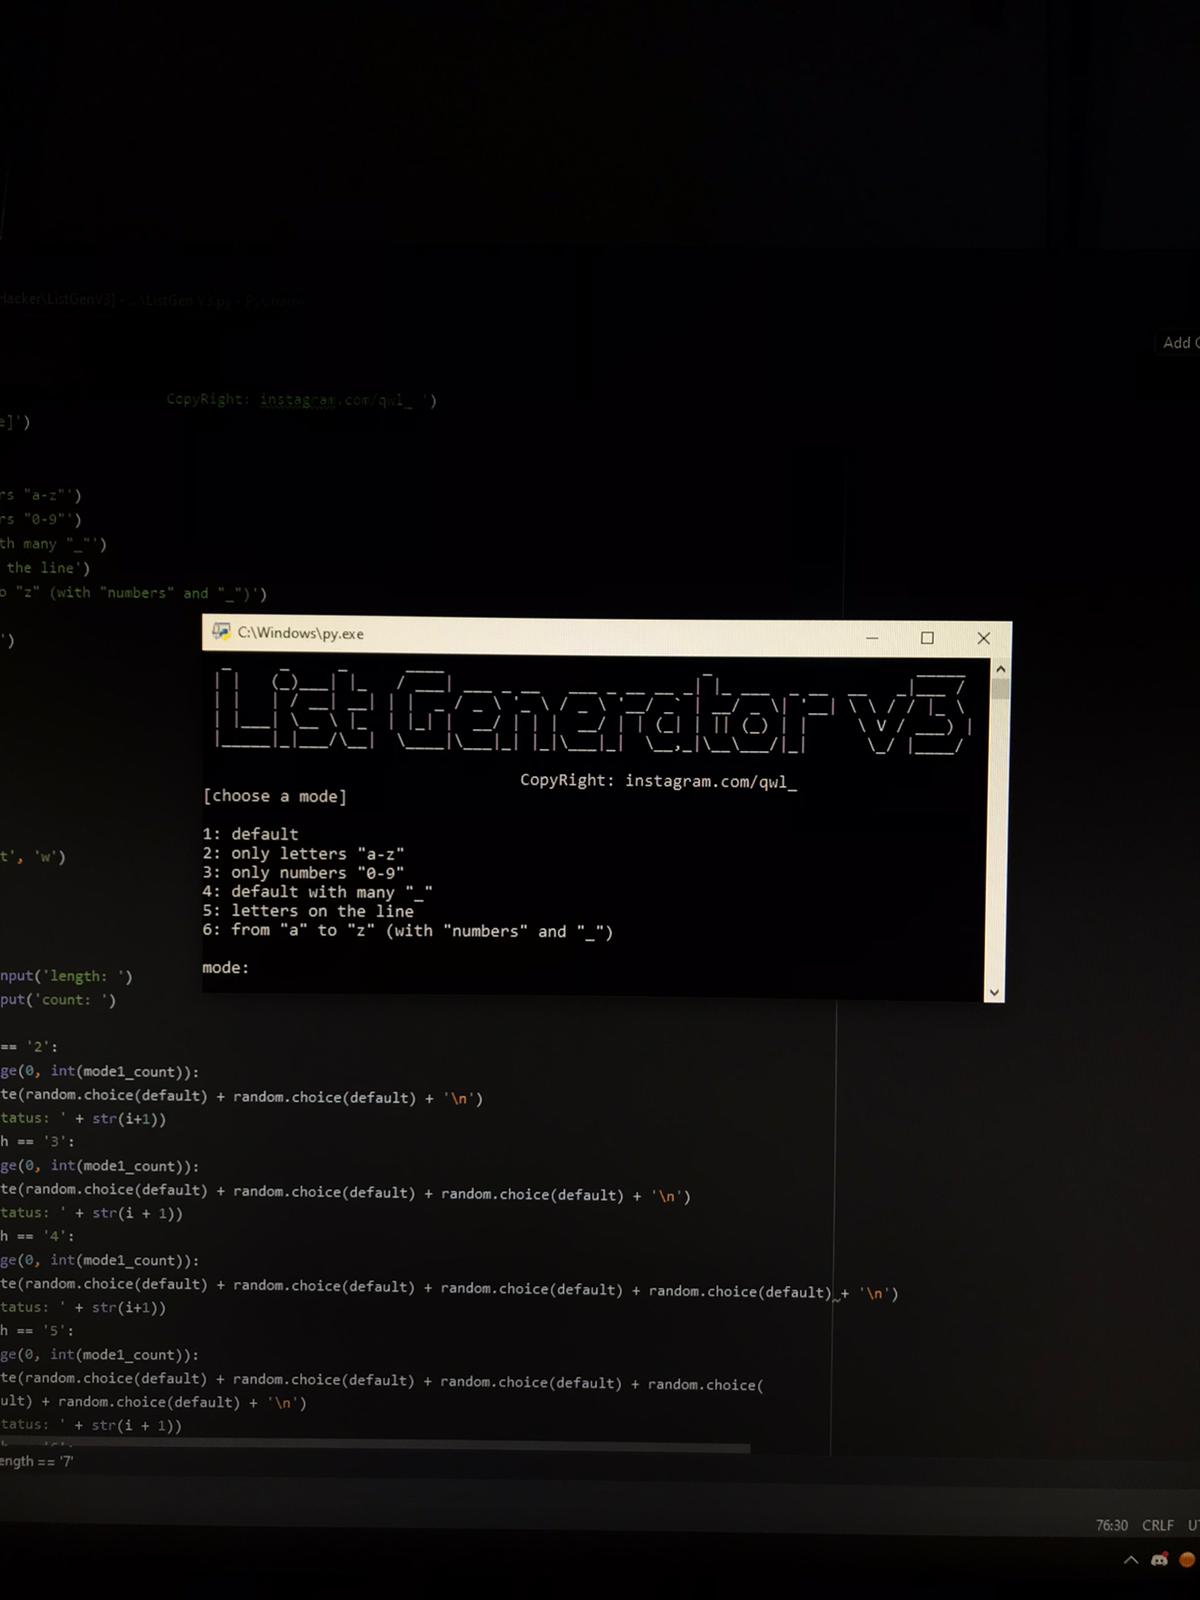 Hacker\ListGenV3] - ...\ListGen V3.py - PyCharm
Add C
CopyRight: instagram.com/qwl_ ')
e]')
rs "a-z"')
rs "0-9"')
th many "_"')
the line')
o "z" (with "numbers" and "_")')
')
C:\Windows\py.exe
List Generator v3
CopyRight: instagram.com/qwl_
[choose a mode]
1: default
2: only letters "a-z"
3: only numbers "0-9"
4: default with many "_"
5: letters on the line
6: from "a" to "z" (with "numbers" and "_")
mode:
t', 'w')
nput('length: ')
put('count: ')
== '2':
ge(0, int(mode1_count)):
te(random.choice(default) + random.choice(default) + '\n')
tatus: ' + str(i+1))
h == '3':
ge(0, int(mode1_count)):
te(random.choice(default) + random.choice(default) + random.choice(default) + '\n')
tatus: ' + str(i + 1))
h == '4':
ge(0, int(mode1_count)):
te(random.choice(default) + random.choice(default) + random.choice(default) + random.choice(default) + '\n')
tatus: ' + str(i+1))
h == '5':
ge(0, int(mode1_count)):
te(random.choice(default) + random.choice(default) + random.choice(default) + random.choice(
ult) + random.choice(default) + '\n')
tatus: ' + str(i + 1))
ength == '7'
76:30 CRLF UT